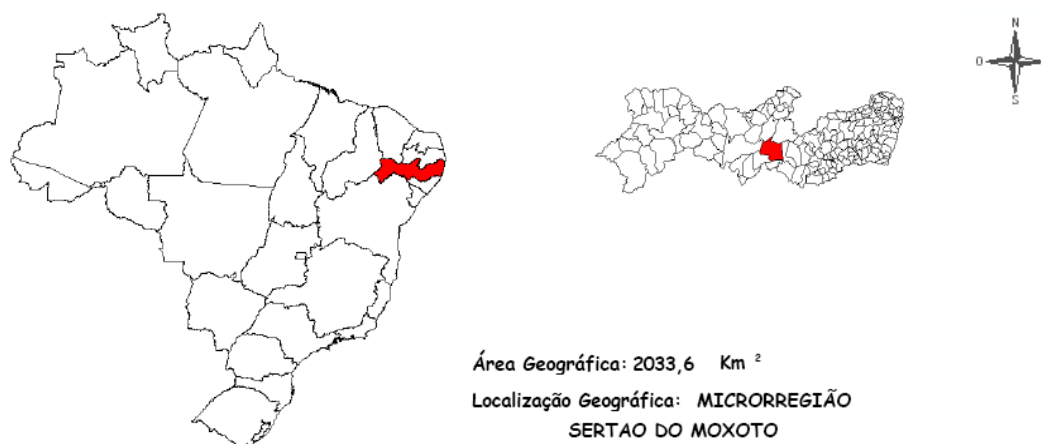 N
O
S
Área Geográfica: 2033,6 Km ²
Localização Geográfica: MICRORREGIÃO
SERTAO DO MOXOTO